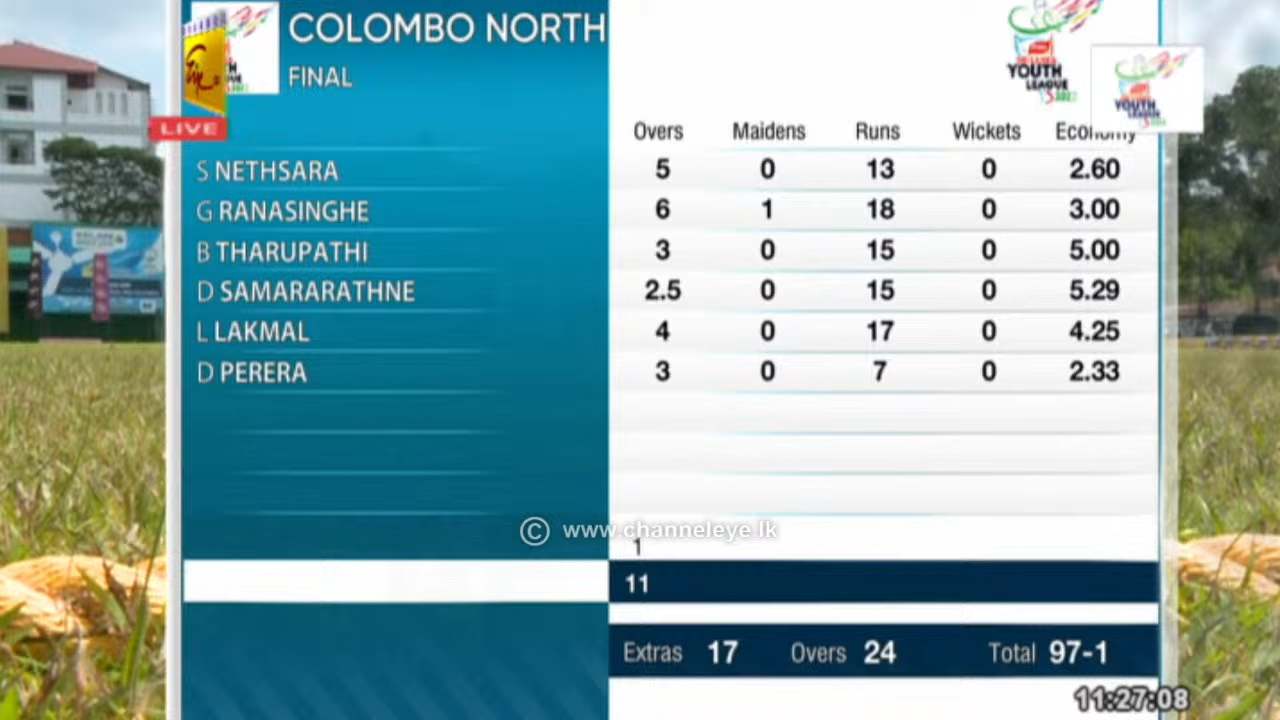 COLOMBO NORTH
FINAL
YOUTH
LEAGUE
YOUTH
LEAGUE
LIVE
Overs Maidens Runs Wickets Economy
S NETHSARA 5 0 13 0 2.60
G RANASINGHE 6 1 18 0 3.00
B THARUPATHI 3 0 15 0 5.00
D SAMARARATHNE 2.5 0 15 0 5.29
L LAKMAL 4 0 17 0 4.25
D PERERA 3 0 7 0 2.33
© www.channeleye.lk
1
11
Extras 17 Overs 24 Total 97-1
11:27:08